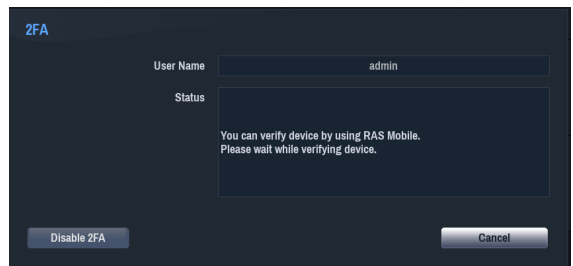 2FA
User Name
admin
Status
You can verify device by using RAS Mobile.
Please wait while verifying device.
Disable 2FA
Cancel